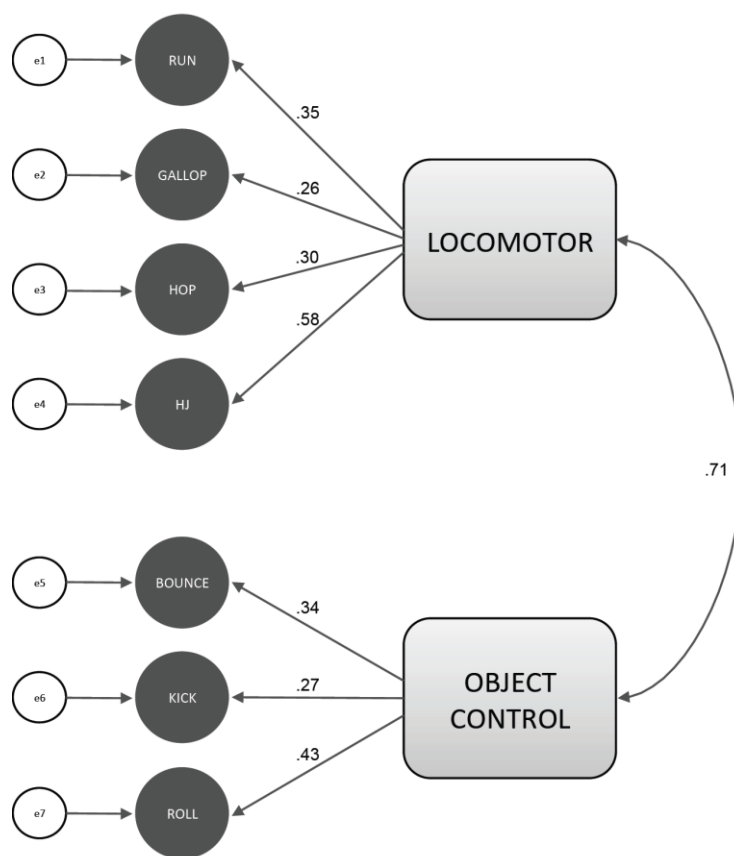 e1
RUN
.35
e2
GALLOP
.26
LOCOMOTOR
e3
HOP
.30
.58
e4
HJ
.71
e5
BOUNCE
.34
e6
KICK
.27
OBJECT
CONTROL
.43
e7
ROLL